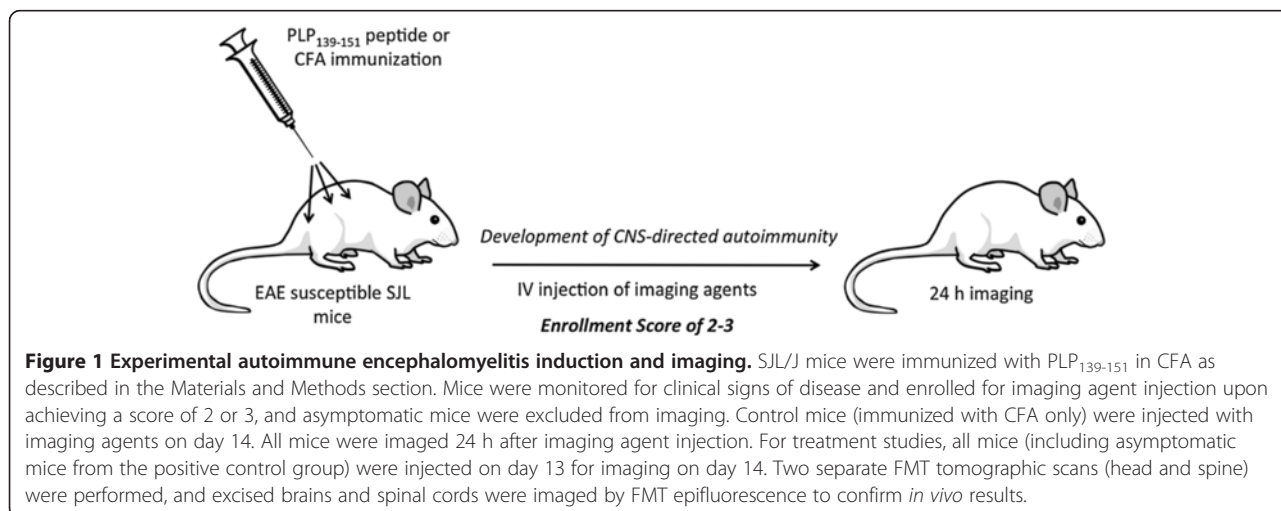 PLP139-151 peptide or
CFA immunization
Development of CNS-directed autoimmunity
IV injection of imaging agents
Enrollment Score of 2-3
EAE susceptible SJL
mice
24 h imaging
Figure 1 Experimental autoimmune encephalomyelitis induction and imaging. SJL/J mice were immunized with PLP139-151 in CFA as
described in the Materials and Methods section. Mice were monitored for clinical signs of disease and enrolled for imaging agent injection upon
achieving a score of 2 or 3, and asymptomatic mice were excluded from imaging. Control mice (immunized with CFA only) were injected with
imaging agents on day 14. All mice were imaged 24 h after imaging agent injection. For treatment studies, all mice (including asymptomatic
mice from the positive control group) were injected on day 13 for imaging on day 14. Two separate FMT tomographic scans (head and spine)
were performed, and excised brains and spinal cords were imaged by FMT epifluorescence to confirm in vivo results.